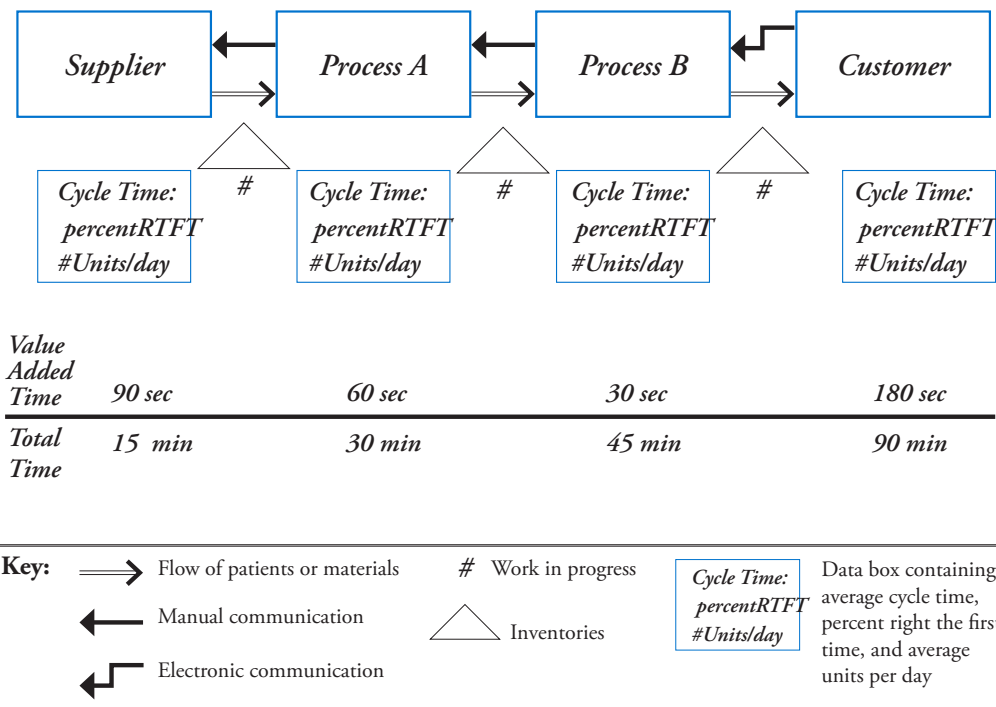 Supplier
Process A
Process B
Customer
#
#
#
Cycle Time:
percentRTFT
#Units/day
Cycle Time:
percentRTFT
#Units/day
Cycle Time:
percentRTFT
#Units/day
Cycle Time:
percentRTFT
#Units/day
Value
Added
Time 90 sec 60 sec 30 sec 180 sec
Total 15 min 30 min 45 min 90 min
Time
Key:
Flow of patients or materials
Manual communication
Electronic communication
# Work in progress
Inventories
Cycle Time:
percentRTFT
#Units/day
Data box containing
average cycle time,
percent right the first
time, and average
units per day